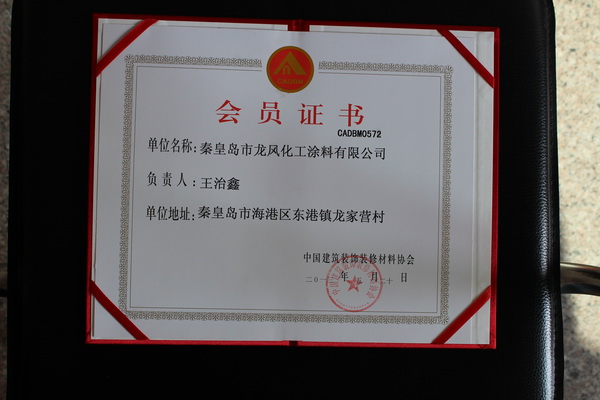 会员证书
CADBM0572
单位名称：秦皇岛市龙风化工涂料有限公司
负责人：王治鑫
单位地址：秦皇岛市海港区东港镇龙家营村
中国建筑装饰装修材料协会
年 月 日